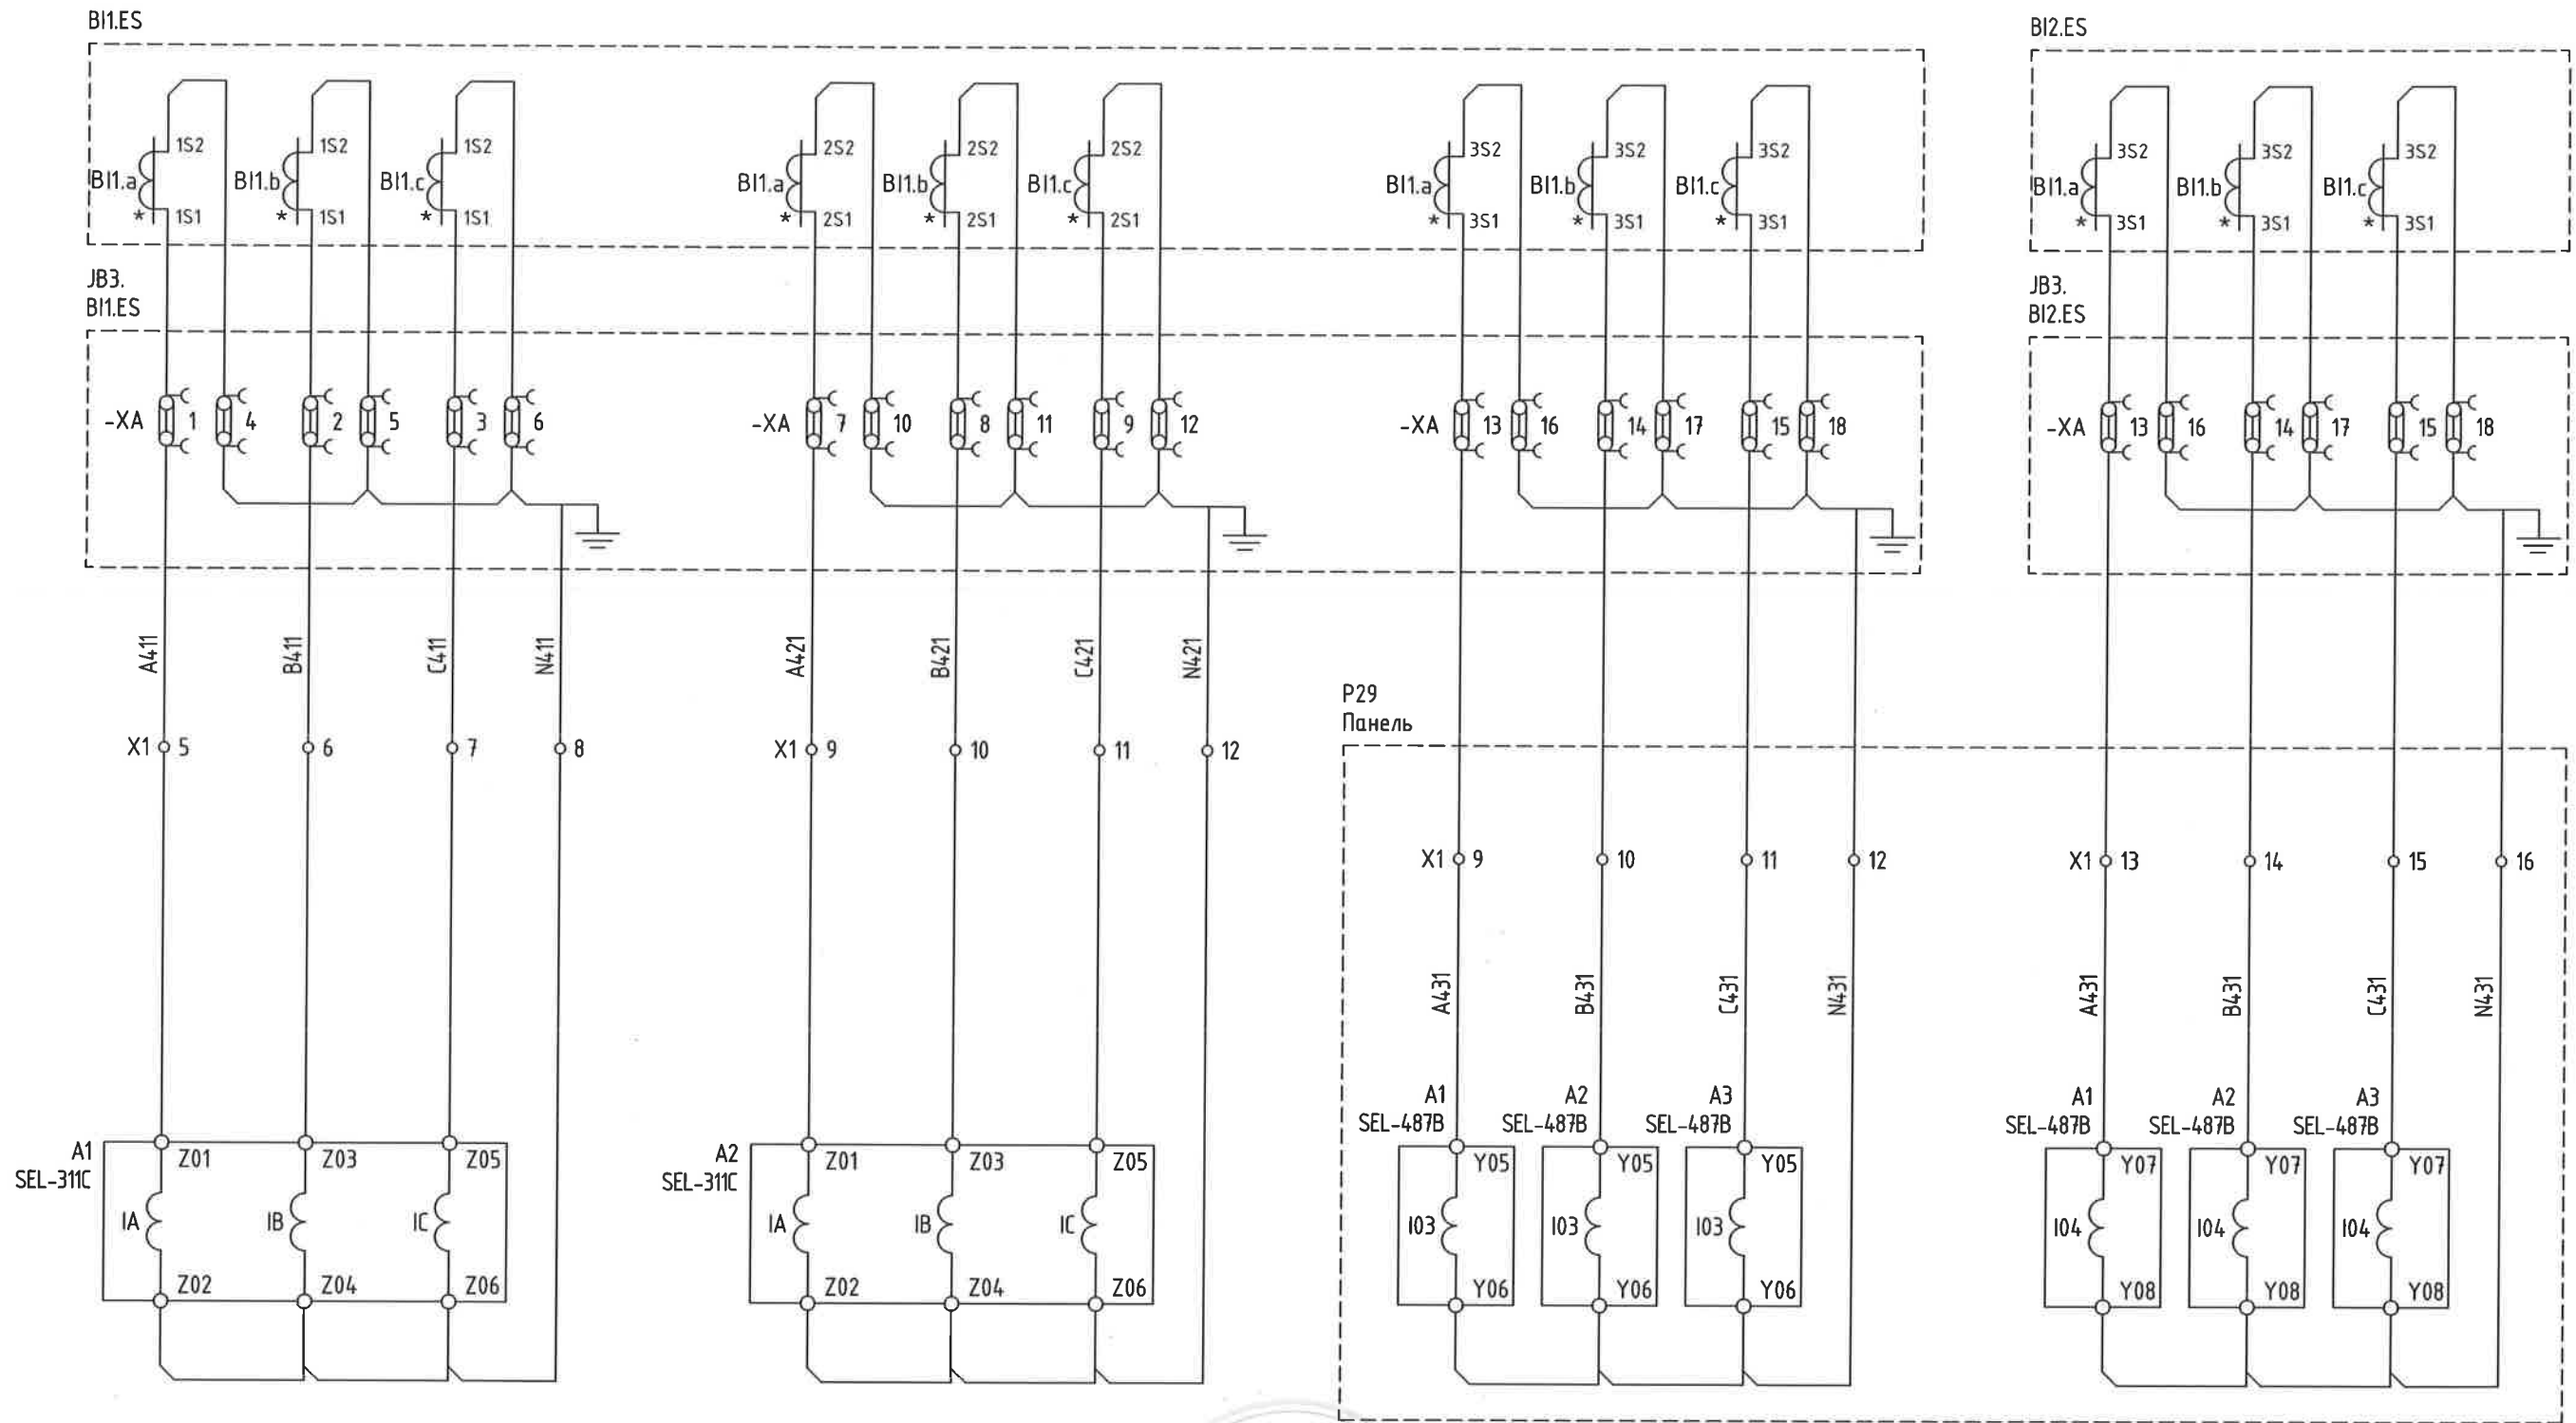 BI1.ES
BI2.ES
1S2
1S2
1S2
2S2
2S2
2S2
3S2
3S2
3S2
3S2
3S2
3S2
BI1.a
BI1.b
BI1.c
BI1.a
BI1.b
BI1.c
BI1.a
BI1.b
BI1.c
BI1.a
BI1.b
BI1.c
* 1S1
* 1S1
* 1S1
* 2S1
* 2S1
* 2S1
* 3S1
* 3S1
* 3S1
* 3S1
* 3S1
* 3S1
JB3.
BI1.ES
JB3.
BI2.ES
-XA 1 4 2 5 3 6
-XA 7 10 8 11 9 12
-XA 13 16 14 17 15 18
-XA 13 16 14 17 15 18
A411
B411
C411
N411
A421
B421
C421
N421
P29
Панель
X1 5 6 7 8
X1 9 10 11 12
X1 9 10 11 12
X1 13 14 15 16
A431
B431
C431
N431
A431
B431
C431
N431
A1
SEL-311C
Z01 Z03 Z05
IA IB IC
Z02 Z04 Z06
A2
SEL-311C
Z01 Z03 Z05
IA IB IC
Z02 Z04 Z06
A1
SEL-487B
Y05
I03
Y06
A2
SEL-487B
Y05
I03
Y06
A3
SEL-487B
Y05
I03
Y06
A1
SEL-487B
Y07
I04
Y08
A2
SEL-487B
Y07
I04
Y08
A3
SEL-487B
Y07
I04
Y08